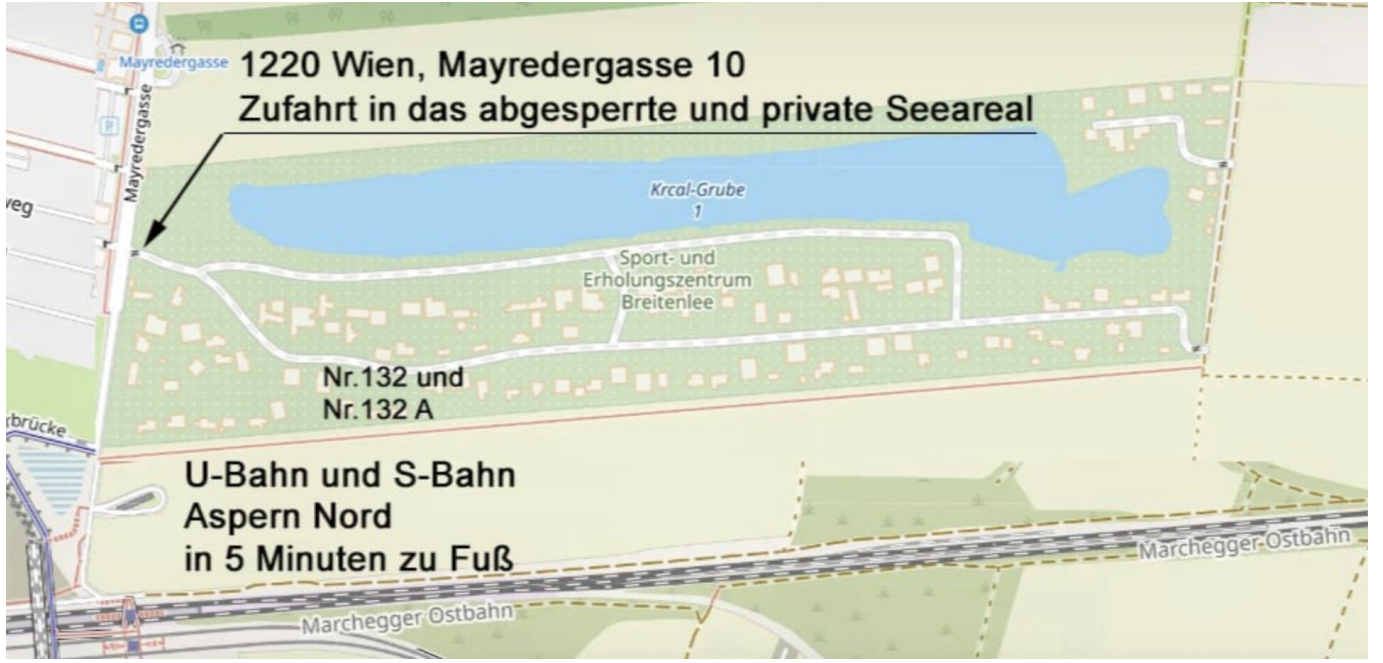 Mayredergasse
1220 Wien, Mayredergasse 10
Zufahrt in das abgesperrte und private Seeareal
Mayredergasse
P
veg
Krcal-Grube
1
Sport- und
Erholungszentrum
Breitenlee
Nr.132 und
Nr.132 A
rbrücke
U-Bahn und S-Bahn
Aspern Nord
in 5 Minuten zu Fuß
Marchegger Ostbahn
Marchegger Ostbahn